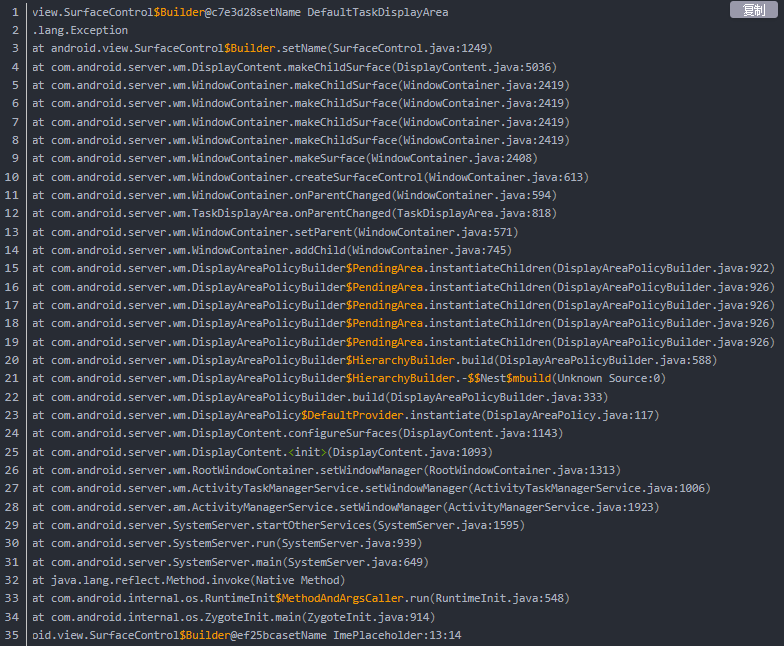 复制
1 view.SurfaceControl$Builder@c7e3d28setName DefaultTaskDisplayArea
2 .lang.Exception
3 at android.view.SurfaceControl$Builder.setName(SurfaceControl.java:1249)
4 at com.android.server.wm.DisplayContent.makeChildSurface(DisplayContent.java:5036)
5 at com.android.server.wm.WindowContainer.makeChildSurface(WindowContainer.java:2419)
6 at com.android.server.wm.WindowContainer.makeChildSurface(WindowContainer.java:2419)
7 at com.android.server.wm.WindowContainer.makeChildSurface(WindowContainer.java:2419)
8 at com.android.server.wm.WindowContainer.makeChildSurface(WindowContainer.java:2419)
9 at com.android.server.wm.WindowContainer.makeSurface(WindowContainer.java:2408)
10 at com.android.server.wm.WindowContainer.createSurfaceControl(WindowContainer.java:613)
11 at com.android.server.wm.WindowContainer.onParentChanged(WindowContainer.java:594)
12 at com.android.server.wm.TaskDisplayArea.onParentChanged(TaskDisplayArea.java:818)
13 at com.android.server.wm.WindowContainer.setParent(WindowContainer.java:571)
14 at com.android.server.wm.WindowContainer.addChild(WindowContainer.java:745)
15 at com.android.server.wm.DisplayAreaPolicyBuilder$PendingArea.instantiateChildren(DisplayAreaPolicyBuilder.java:922)
16 at com.android.server.wm.DisplayAreaPolicyBuilder$PendingArea.instantiateChildren(DisplayAreaPolicyBuilder.java:926)
17 at com.android.server.wm.DisplayAreaPolicyBuilder$PendingArea.instantiateChildren(DisplayAreaPolicyBuilder.java:926)
18 at com.android.server.wm.DisplayAreaPolicyBuilder$PendingArea.instantiateChildren(DisplayAreaPolicyBuilder.java:926)
19 at com.android.server.wm.DisplayAreaPolicyBuilder$PendingArea.instantiateChildren(DisplayAreaPolicyBuilder.java:926)
20 at com.android.server.wm.DisplayAreaPolicyBuilder$HierarchyBuilder.build(DisplayAreaPolicyBuilder.java:588)
21 at com.android.server.wm.DisplayAreaPolicyBuilder$HierarchyBuilder.-$$Nest$mbuild(Unknown Source:0)
22 at com.android.server.wm.DisplayAreaPolicyBuilder.build(DisplayAreaPolicyBuilder.java:333)
23 at com.android.server.wm.DisplayAreaPolicy$DefaultProvider.instantiate(DisplayAreaPolicy.java:117)
24 at com.android.server.wm.DisplayContent.configureSurfaces(DisplayContent.java:1143)
25 at com.android.server.wm.DisplayContent.<init>(DisplayContent.java:1093)
26 at com.android.server.wm.RootWindowContainer.setWindowManager(RootWindowContainer.java:1313)
27 at com.android.server.wm.ActivityTaskManagerService.setWindowManager(ActivityTaskManagerService.java:1006)
28 at com.android.server.am.ActivityManagerService.setWindowManager(ActivityManagerService.java:1923)
29 at com.android.server.SystemServer.startOtherServices(SystemServer.java:1595)
30 at com.android.server.SystemServer.run(SystemServer.java:939)
31 at com.android.server.SystemServer.main(SystemServer.java:649)
32 at java.lang.reflect.Method.invoke(Native Method)
33 at com.android.internal.os.RuntimeInit$MethodAndArgsCaller.run(RuntimeInit.java:548)
34 at com.android.internal.os.ZygoteInit.main(ZygoteInit.java:914)
35 oid.view.SurfaceControl$Builder@ef25bcasetName ImePlaceholder:13:14